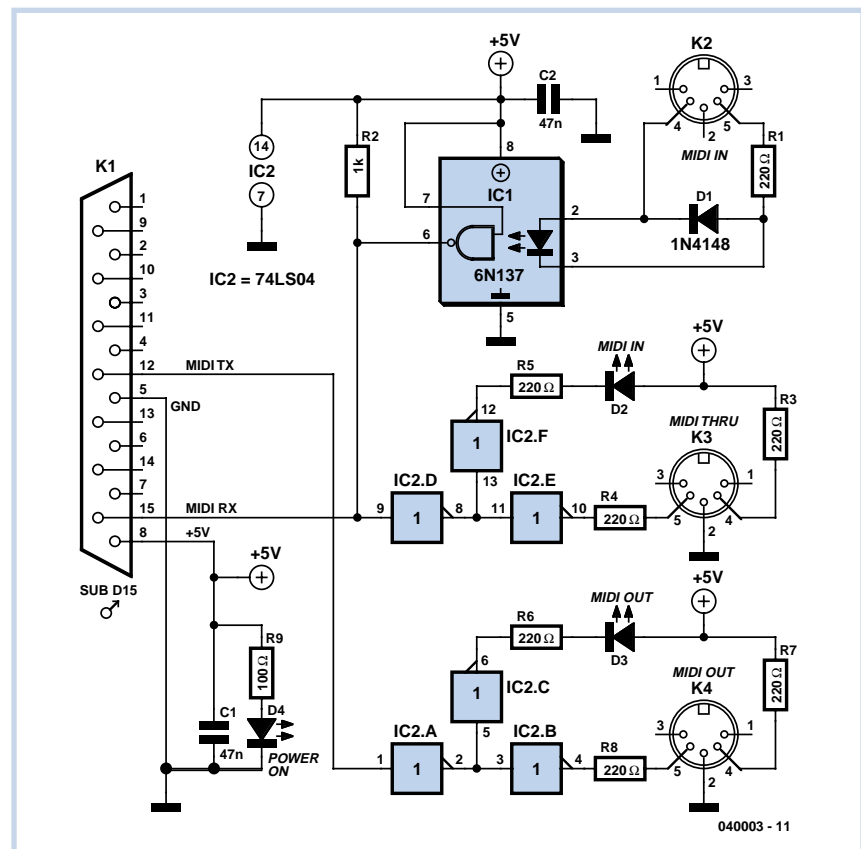 +5V
K2
C2
47n
1
3
4
5
2
MIDI IN
R1
220Ω
14
IC2
7
R2
1k
8
IC1
7
6
2
3
6N137
5
D1
1N4148
IC2 = 74LS04
K1
1
9
2
10
3
11
4
12
5
13
6
14
7
15
8
MIDI TX
GND
MIDI RX
+5V
SUB D15
+5V
R9
100Ω
D4
POWER ON
C1
47n
MIDI IN
+5V
R5
220Ω
D2
R3
220Ω
MIDI THRU
K3
12
1
IC2.F
13
IC2.D
9
1
8
IC2.E
11
1
10
R4
220Ω
3
1
5
2
4
MIDI OUT
+5V
R6
220Ω
D3
R7
220Ω
MIDI OUT
K4
6
1
IC2.C
5
IC2.A
1
1
2
IC2.B
3
1
4
R8
220Ω
3
1
5
2
4
040003 - 11